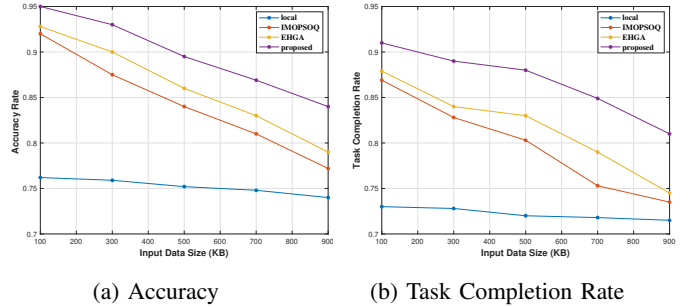 0.95
0.9
0.85
0.8
0.75
0.7
Accuracy Rate
100 200 300 400 500 600 700 800 900
Input Data Size (KB)
local
IMOPSOQ
EHGA
proposed
(a) Accuracy
0.95
0.9
0.85
0.8
0.75
0.7
Task Completion Rate
100 200 300 400 500 600 700 800 900
Input Data Size (KB)
local
IMOPSOQ
EHGA
proposed
(b) Task Completion Rate